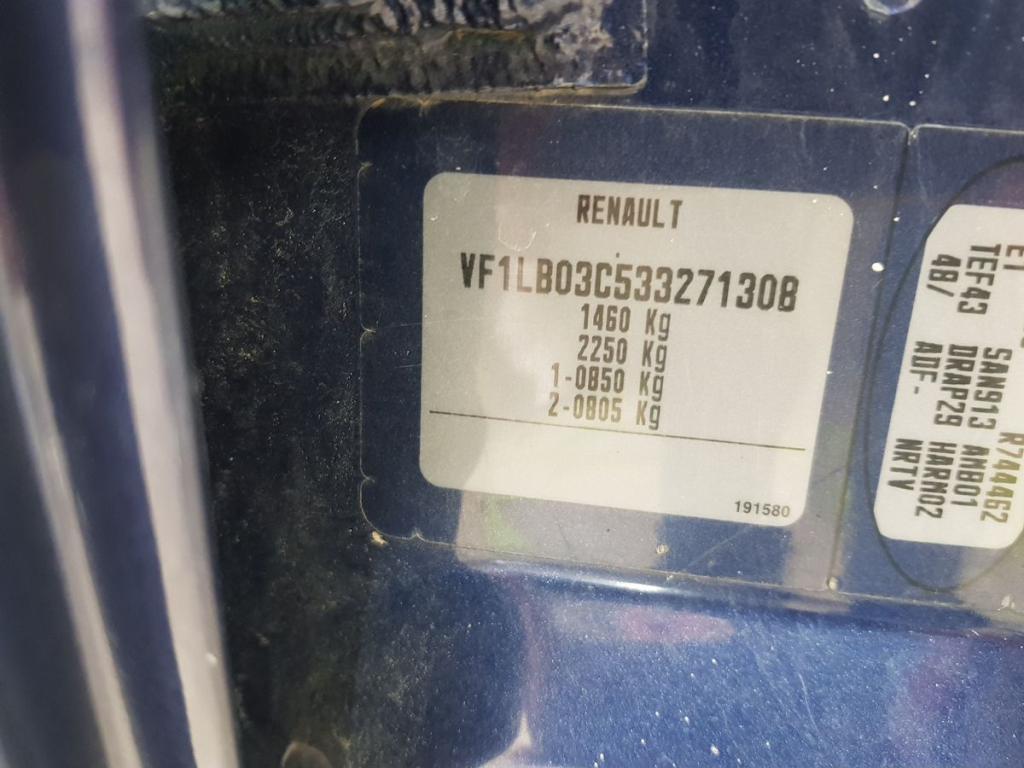 RENAULT
VF1LB03C533271308
1460 Kg
2250 Kg
1-0850 Kg
2-0805 Kg
191580
R744462
SAN913 AMB01
TEF43 DRAP29 HARM02
4B/ ADF- NRTV